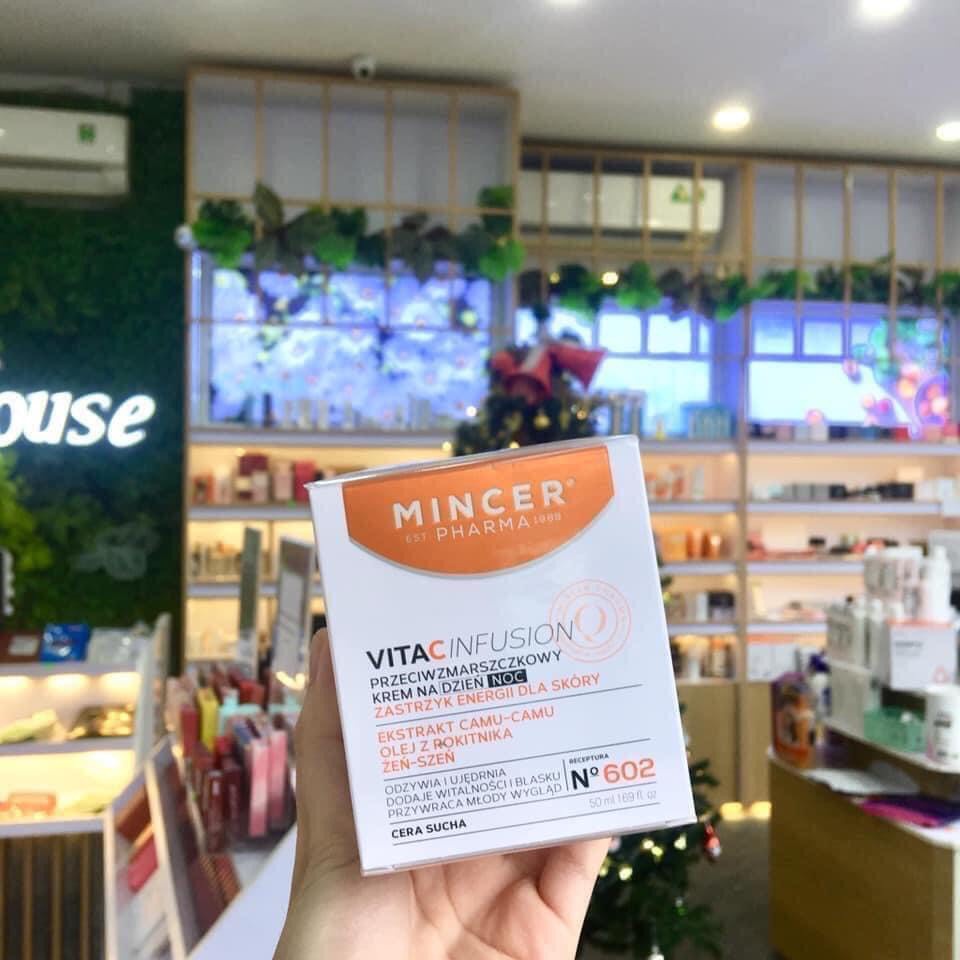 ouse
MINCER®
EST. PHARMA 1989
VITA C INFUSION
PRZECIWZMARSZCZKOWY
KREM NA DZIEŃ NOC
ZASTRZYK ENERGII DLA SKÓRY
EKSTRAKT CAMU-CAMU
OLEJ Z ROKITNIKA
ŻEŃ-SZEŃ
ODŻYWIA I UJĘDRNIA
DODAJE WITALNOŚCI I BLASKU
PRZYWRACA MŁODY WYGLĄD
RECEPTURA
Nº 602
50 ml 1.69 fl. oz
CERA SUCHA